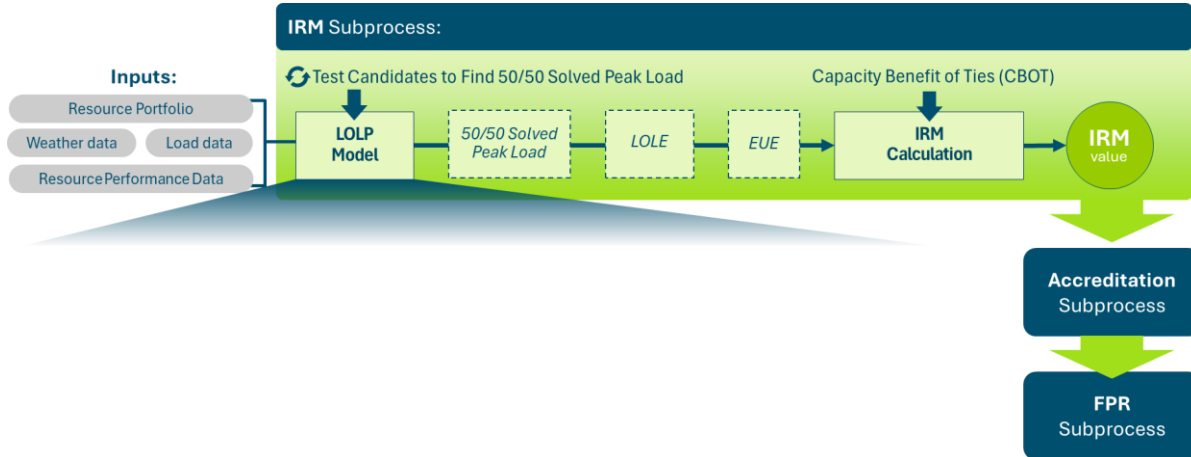 IRM Subprocess:
Inputs:
Resource Portfolio
Weather data
Load data
Resource Performance Data
Test Candidates to Find 50/50 Solved Peak Load
Capacity Benefit of Ties (CBOT)
LOLP
Model
50/50 Solved
Peak Load
LOLE
EUE
IRM
Calculation
IRM
value
Accreditation
Subprocess
FPR
Subprocess